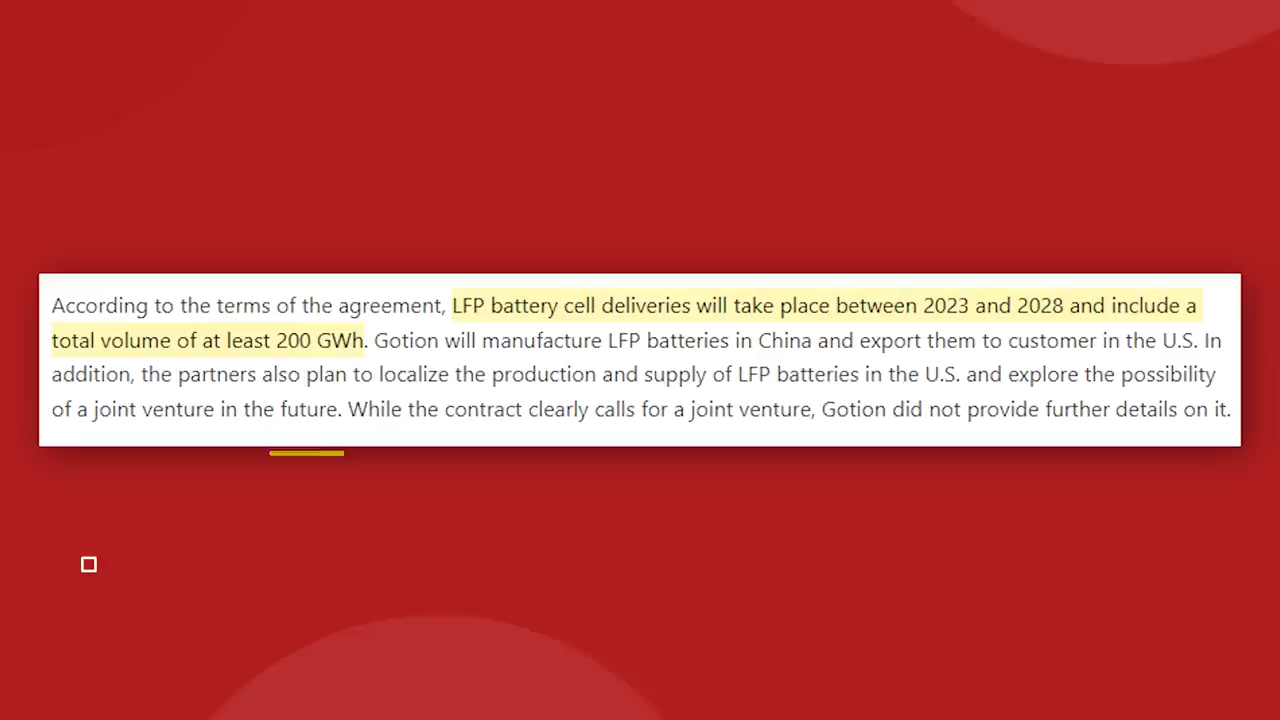 According to the terms of the agreement, LFP battery cell deliveries will take place between 2023 and 2028 and include a
total volume of at least 200 GWh. Gotion will manufacture LFP batteries in China and export them to customer in the U.S. In
addition, the partners also plan to localize the production and supply of LFP batteries in the U.S. and explore the possibility
of a joint venture in the future. While the contract clearly calls for a joint venture, Gotion did not provide further details on it.